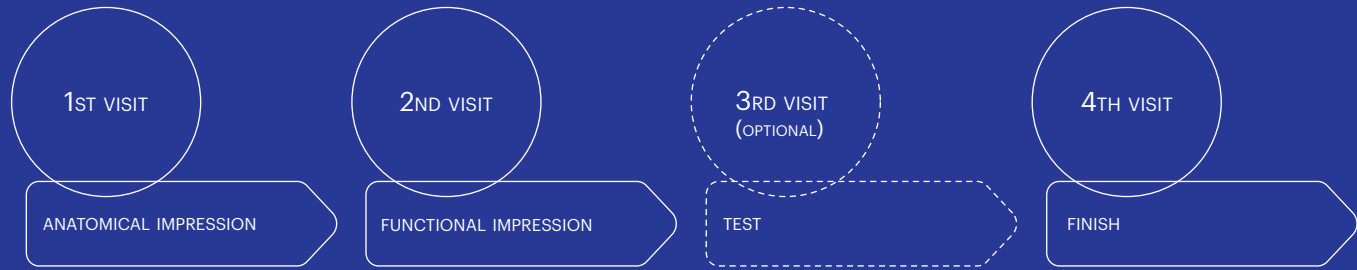 1ST VISIT
2ND VISIT
3RD VISIT
(OPTIONAL)
4TH VISIT
ANATOMICAL IMPRESSION
FUNCTIONAL IMPRESSION
TEST
FINISH